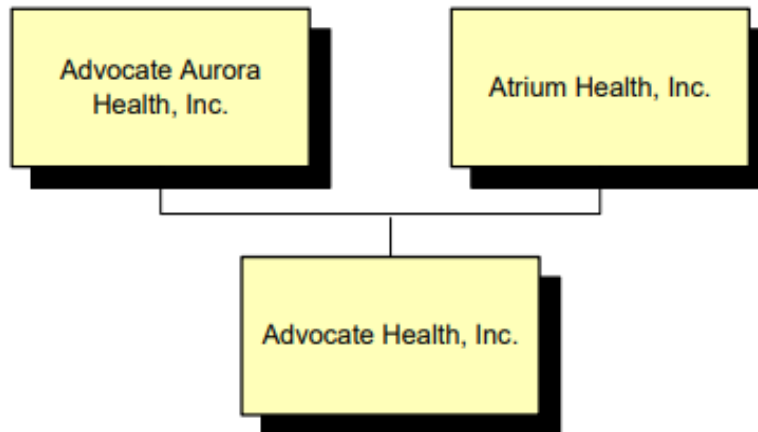 Advocate Aurora
Health, Inc.
Atrium Health, Inc.
Advocate Health, Inc.